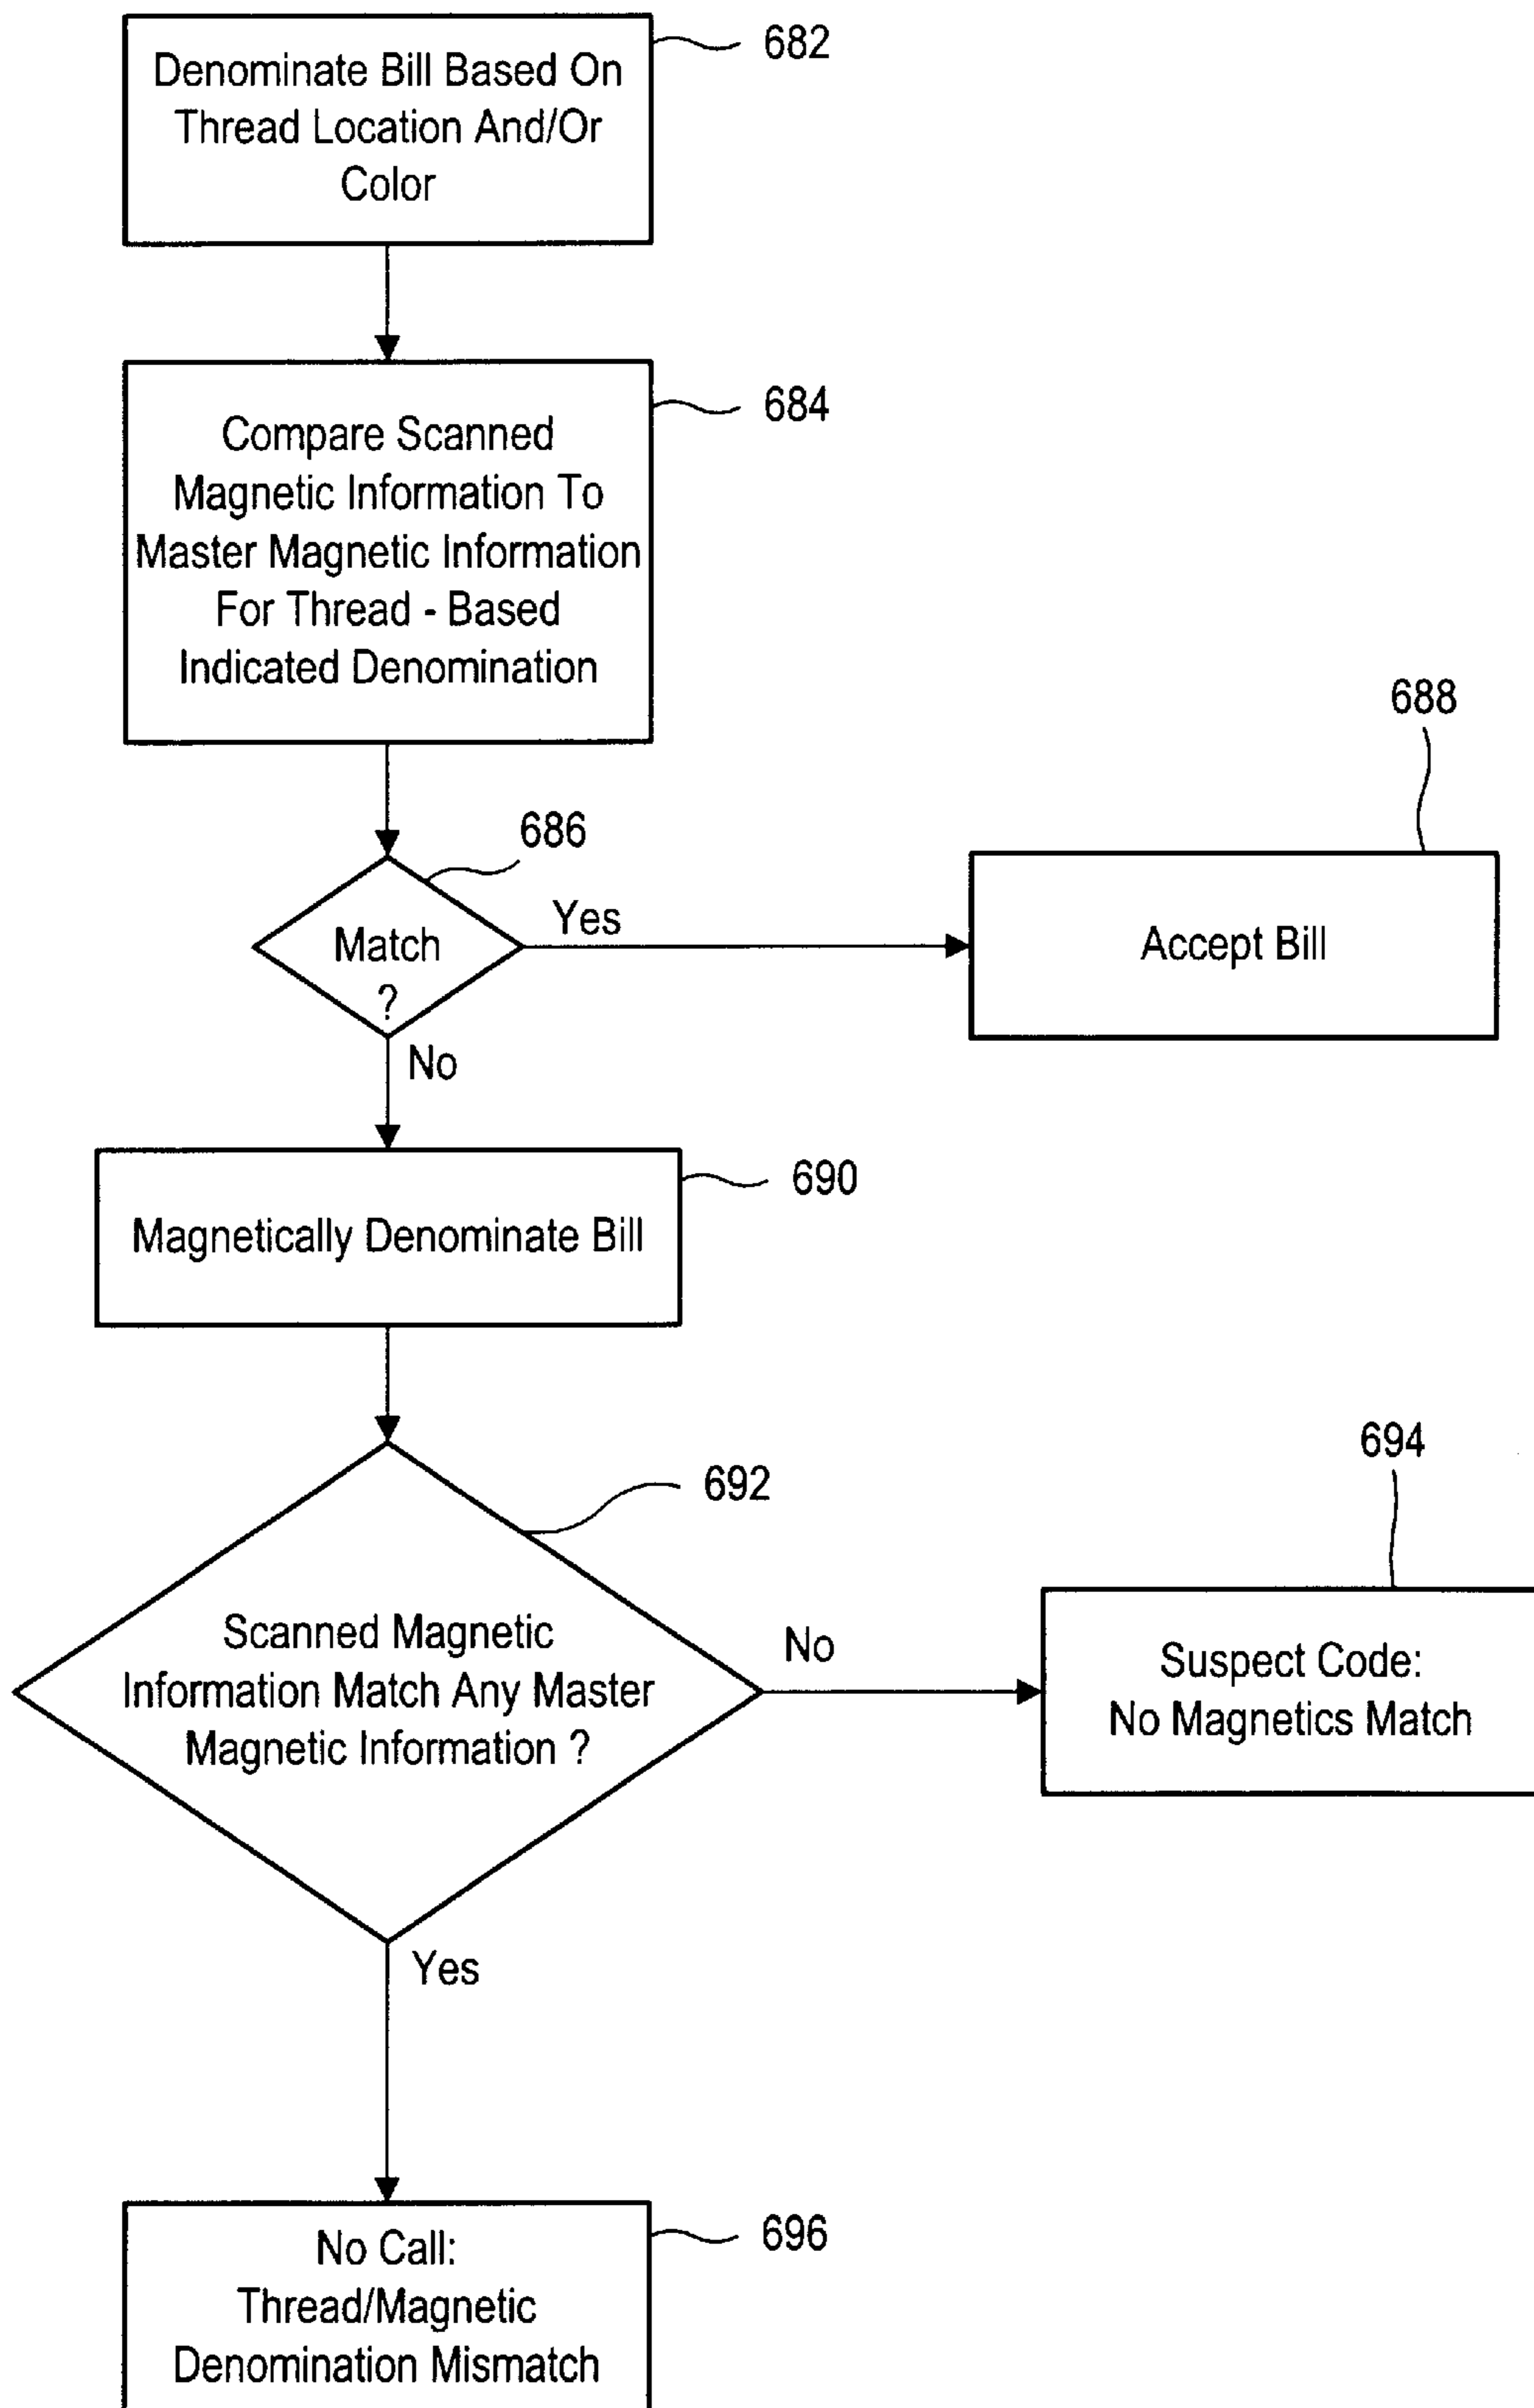 682
Denominate Bill Based On
Thread Location And/Or
Color
684
Compare Scanned
Magnetic Information To
Master Magnetic Information
For Thread - Based
Indicated Denomination
688
686
Match
?
Yes
Accept Bill
No
690
Magnetically Denominate Bill
694
692
Scanned Magnetic
Information Match Any Master
Magnetic Information ?
No
Suspect Code:
No Magnetics Match
Yes
696
No Call:
Thread/Magnetic
Denomination Mismatch